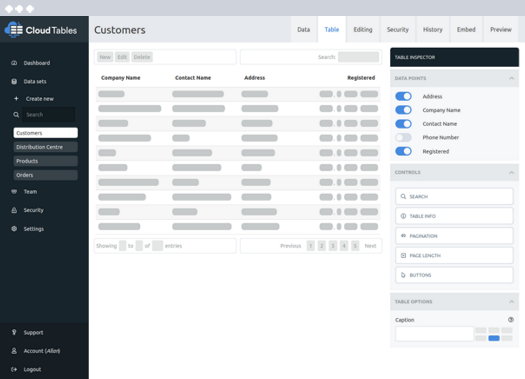 CloudTables
Customers
Data
Table
Editing
Security
History
Embed
Preview
Dashboard
Data sets
Create new
Search
Customers
Distribution Centre
Products
Orders
Team
Security
Settings
Support
Account (Allan)
Logout
New Edit Delete
Search:
Company Name Contact Name Address Registered
Showing to of entries
Previous 1 2 3 4 5 Next
TABLE INSPECTOR
DATA POINTS
Address
Company Name
Contact Name
Phone Number
Registered
CONTROLS
SEARCH
TABLE INFO
PAGINATION
PAGE LENGTH
BUTTONS
TABLE OPTIONS
Caption